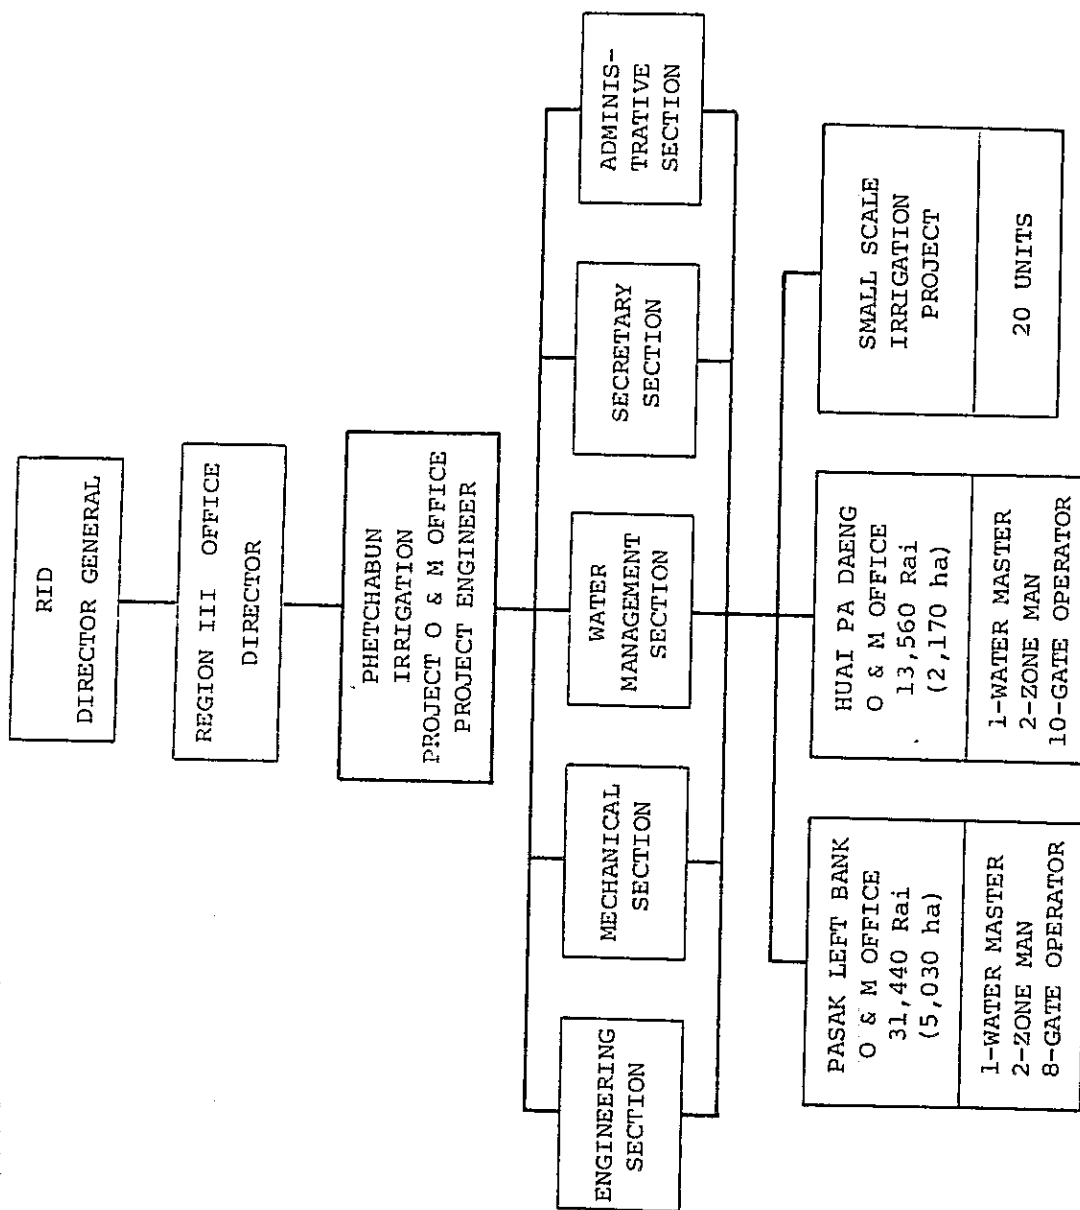 RID
DIRECTOR GENERAL
REGION III OFFICE
DIRECTOR
PHETCHABUN
IRRIGATION
PROJECT O & M OFFICE
PROJECT ENGINEER
ENGINEERING
SECTION
MECHANICAL
SECTION
WATER
MANAGEMENT
SECTION
SECRETARY
SECTION
ADMINIS-
TRATIVE
SECTION
PASAK LEFT BANK
O & M OFFICE
31,440 Rai
(5,030 ha)
1-WATER MASTER
2-ZONE MAN
8-GATE OPERATOR
HUAI PA DAENG
O & M OFFICE
13,560 Rai
(2,170 ha)
1-WATER MASTER
2-ZONE MAN
10-GATE OPERATOR
SMALL SCALE
IRRIGATION
PROJECT
20 UNITS